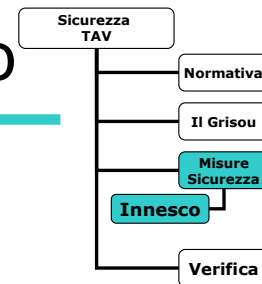 Sicurezza
TAV
Normativa
Il Grisou
Misure
Sicurezza
Innesco
Verifica